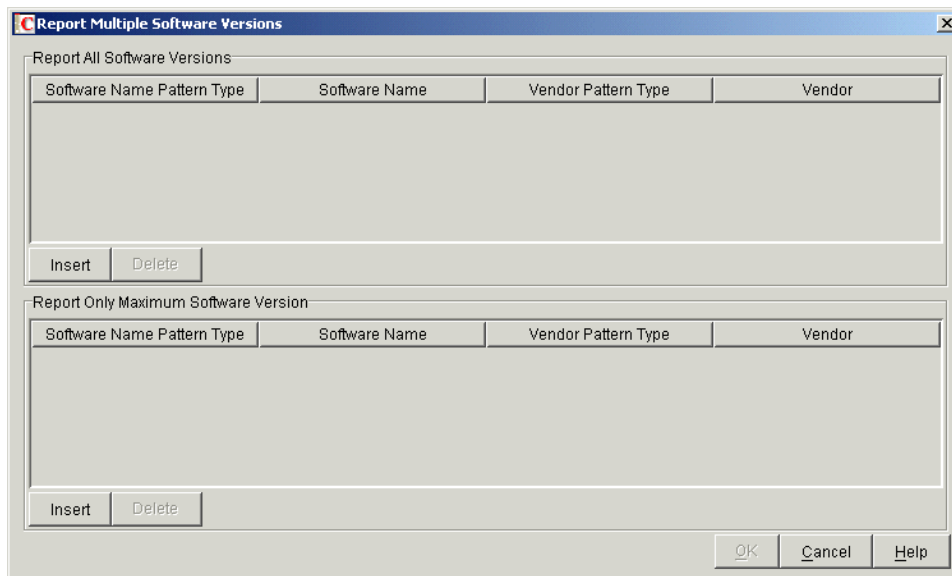 C Report Multiple Software Versions
Report All Software Versions
Software Name Pattern Type Software Name Vendor Pattern Type Vendor
Insert Delete
Report Only Maximum Software Version
Software Name Pattern Type Software Name Vendor Pattern Type Vendor
Insert Delete
OK Cancel Help